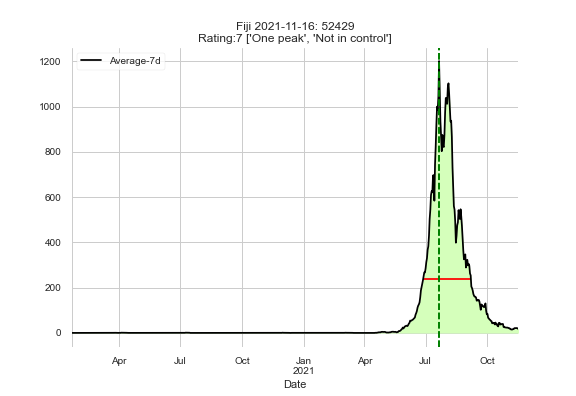 Fiji 2021-11-16: 52429
Rating:7 ['One peak', 'Not in control']
Average-7d
1200
1000
800
600
400
200
0
Apr Jul Oct Jan Apr Jul Oct
2021
Date